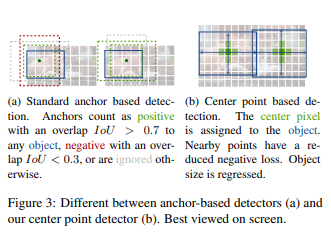 (a) Standard anchor based detec-
tion. Anchors count as positive
with an overlap IoU > 0.7 to
any object, negative with an over-
lap IoU < 0.3, or are ignored oth-
erwise.
(b) Center point based de-
tection. The center pixel
is assigned to the object.
Nearby points have a re-
duced negative loss. Object
size is regressed.
Figure 3: Different between anchor-based detectors (a) and
our center point detector (b). Best viewed on screen.